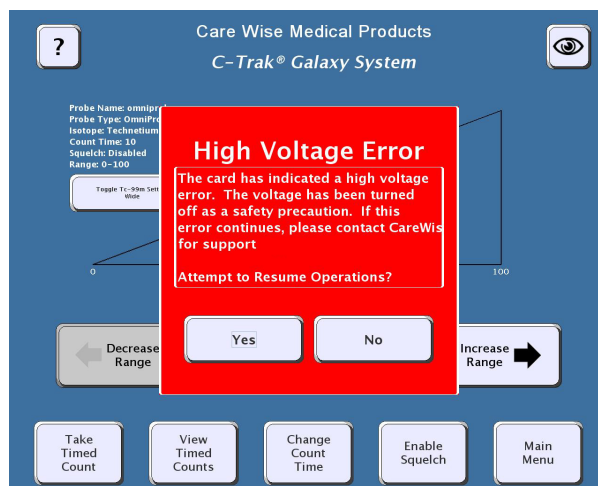 ?
Care Wise Medical Products
C-Trak® Galaxy System
Probe Name:
Probe Type:
Isotope: Technetium
Count Time: 10
Squelch: Disabled
Range: 0-100
Toggle Tc-99m
Wide
High Voltage Error
The card has indicated a high voltage
error. The voltage has been turned
off as a safety precaution. If this
error continues, please contact CareWis
for support
Attempt to Resume Operations?
0
100
Yes
No
Decrease
Range
Increase
Range
Take
Timed
Count
View
Timed
Counts
Change
Count
Time
Enable
Squelch
Main
Menu